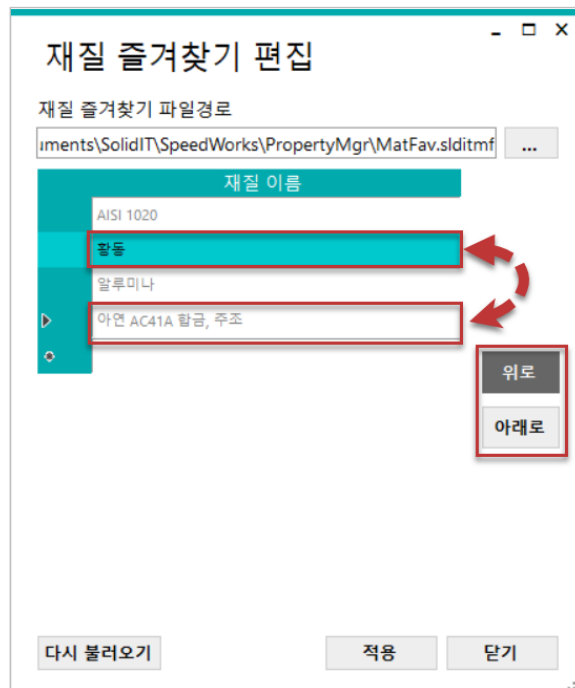 재질 즐겨찾기 편집
재질 즐겨찾기 파일경로
uments\SolidIT\SpeedWorks\PropertyMgr\MatFav.slditmf
...
재질 이름
AISI 1020
황동
알루미나
아연 AC41A 합금, 주조
위로
아래로
다시 불러오기
적용
닫기